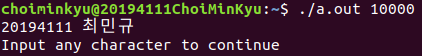 choiminkyu@20194111ChoiMinKyu:~$ ./a.out 10000
20194111 최민규
Input any character to continue